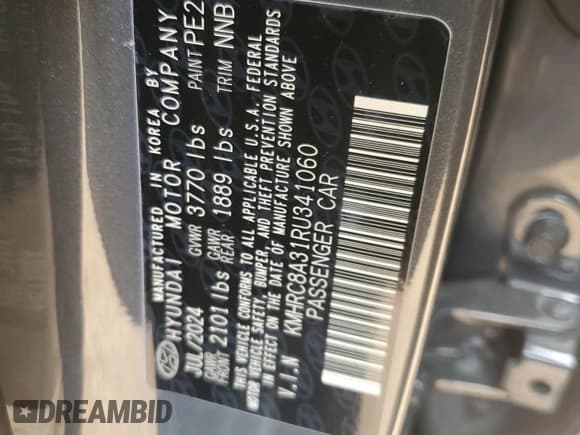 MANUFACTURED IN KOREA BY
HYUNDAI MOTOR COMPANY
JUL/2024 GVWR 3770 lbs PAINT PE2
GAWR FRONT 2101 lbs GAWR REAR 1889 lbs TRIM NNB
THIS VEHICLE CONFORMS TO ALL APPLICABLE U.S.A. FEDERAL
MOTOR VEHICLE SAFETY, BUMPER, AND THEFT PREVENTION STANDARDS
IN EFFECT ON THE DATE OF MANUFACTURE SHOWN ABOVE
V.I.N KMHRC8A31RU341060
PASSENGER CAR
DREAMBID